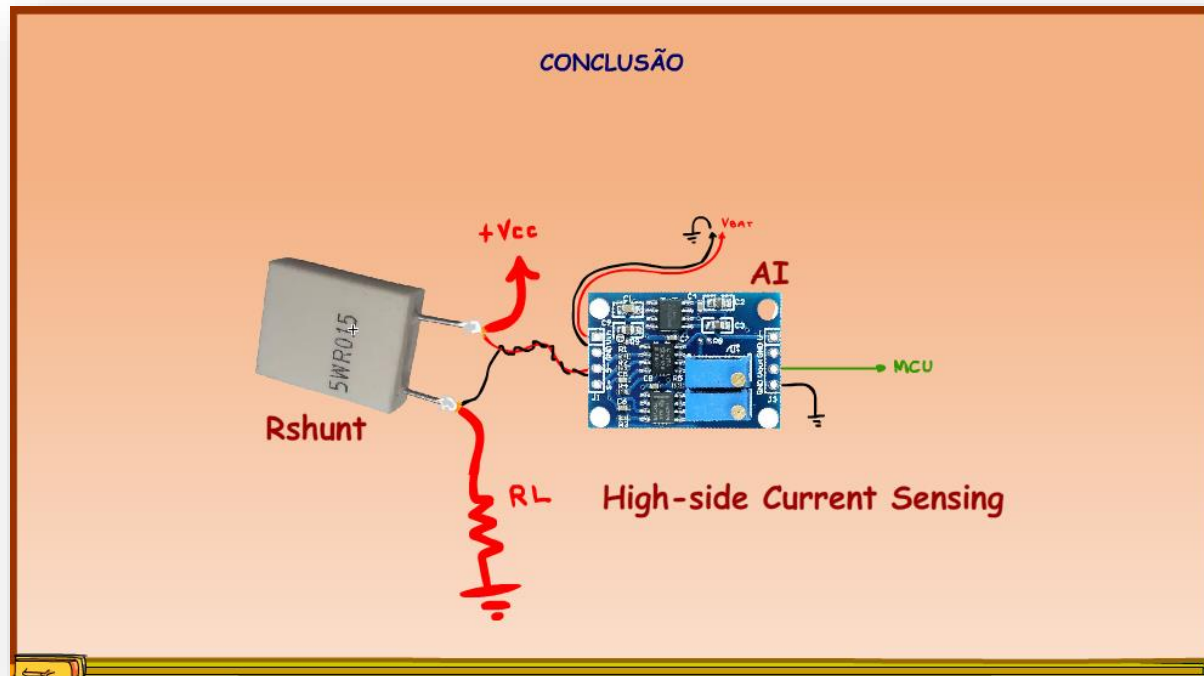 CONCLUSÃO
+Vcc
VBAT
AI
5WR015
MCU
Rshunt
RL
High-side Current Sensing